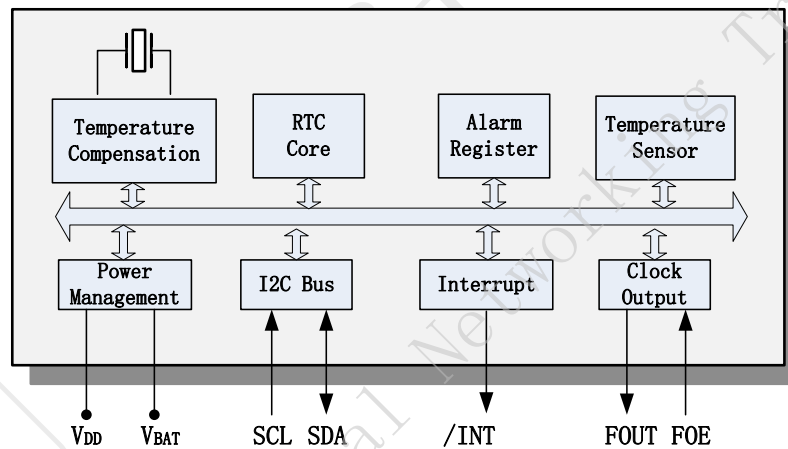 Temperature
Compensation
RTC
Core
Alarm
Register
Temperature
Sensor
Power
Management
I2C Bus
Interrupt
Clock
Output
VDD
VBAT
SCL SDA
/INT
FOUT FOE
Networking